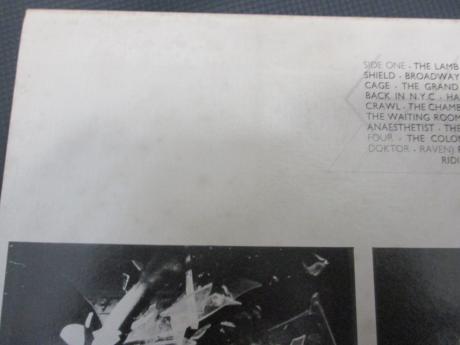 SIDE ONE - THE LAMB
SHIELD - BROADWAY
CAGE - THE GRAND
BACK IN N.Y.C - HA
CRAWL - THE CHAMB
THE WAITING ROOM
ANAESTHETIST - THE
FOUR - THE COLO
DOKTOR - RAVEN)
RIDI